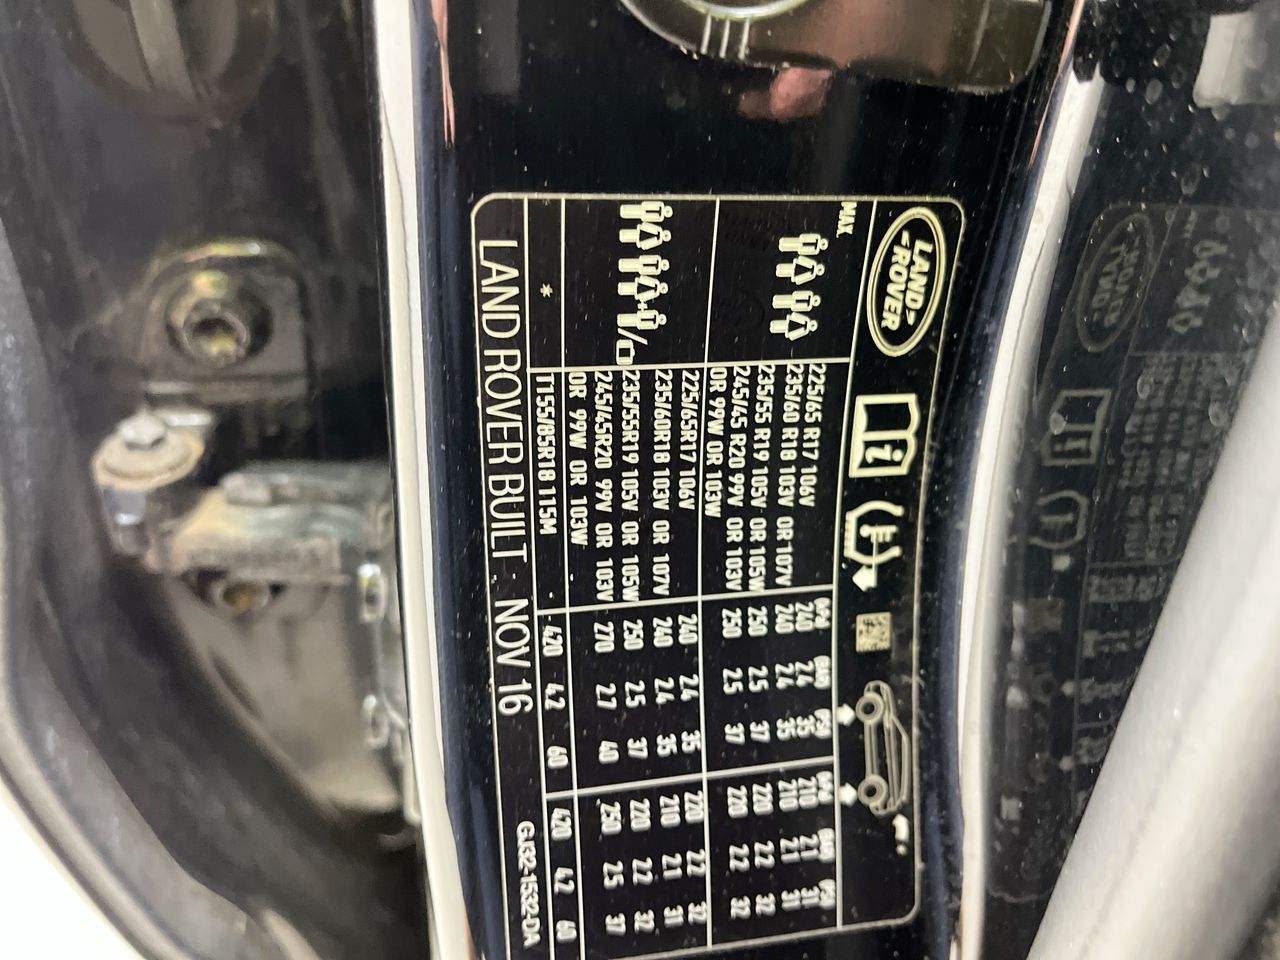 LAND
ROVER
MAX.
kPa BAR PSI kPa BAR PSI
225/65 R17 106V 240 2.4 35 210 2.1 31
235/60 R18 103V OR 107V 240 2.4 35 210 2.1 31
235/55 R19 105V OR 105W 250 2.5 37 220 2.2 32
245/45 R20 99V OR 103V 250 2.5 37 220 2.2 32
OR 99W OR 103W
225/65R17 106V 240 2.4 35 220 2.2 32
235/60R18 103V OR 107V 240 2.4 35 210 2.1 31
235/55R19 105V OR 105W 250 2.5 37 220 2.2 32
245/45R20 99V OR 103V 270 2.7 40 250 2.5 37
OR 99W OR 103W
* T155/85R18 115M 420 4.2 60 420 4.2 60
LAND ROVER BUILT NOV 16 GJ32-1532-DA